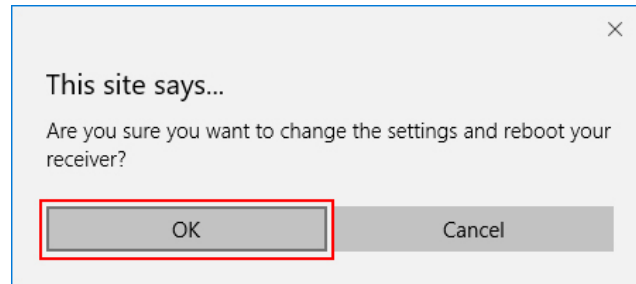 This site says...
Are you sure you want to change the settings and reboot your
receiver?
OK
Cancel